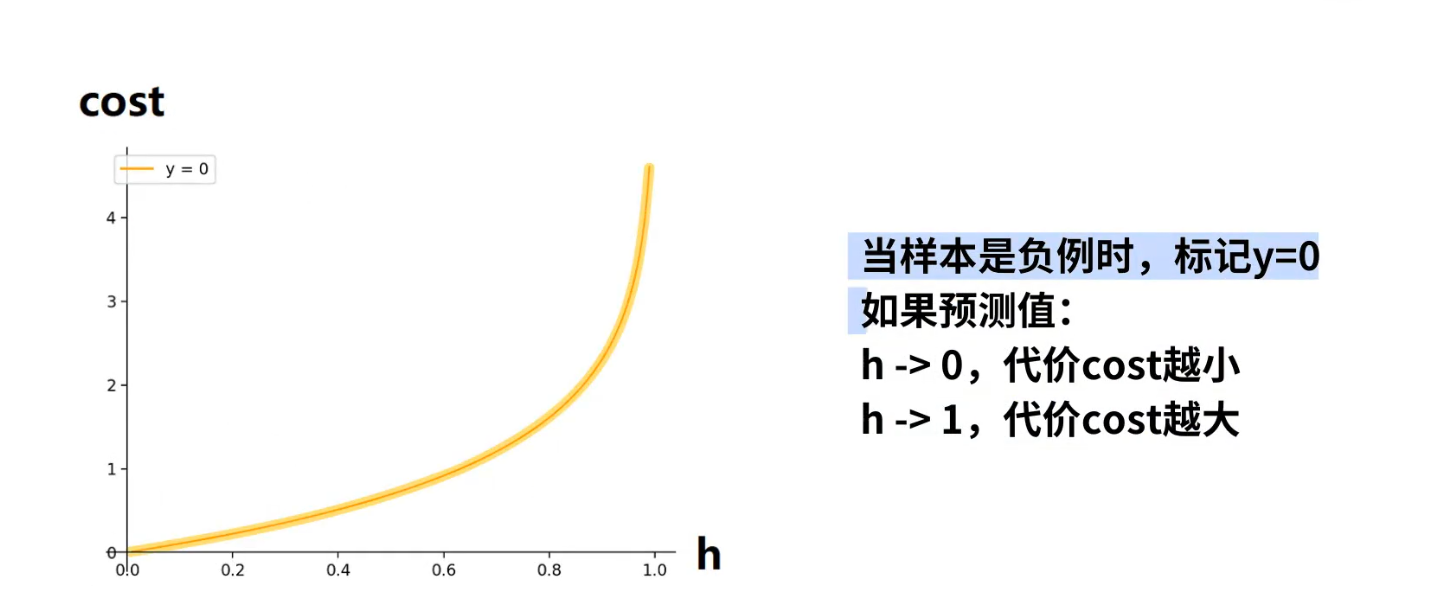 cost
y = 0
4
3
2
1
0
0.0 0.2 0.4 0.6 0.8 1.0
h
当样本是负例时，标记y=0
如果预测值：
h -> 0，代价cost越小
h -> 1，代价cost越大